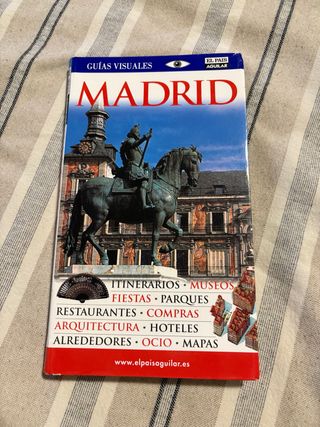 GUÍAS VISUALES
EL PAIS
AGUILAR
MADRID
ITINERARIOS · MUSEOS
FIESTAS · PARQUES
RESTAURANTES · COMPRAS
ARQUITECTURA · HOTELES
ALREDEDORES · OCIO · MAPAS
www.elpaisaguilar.es